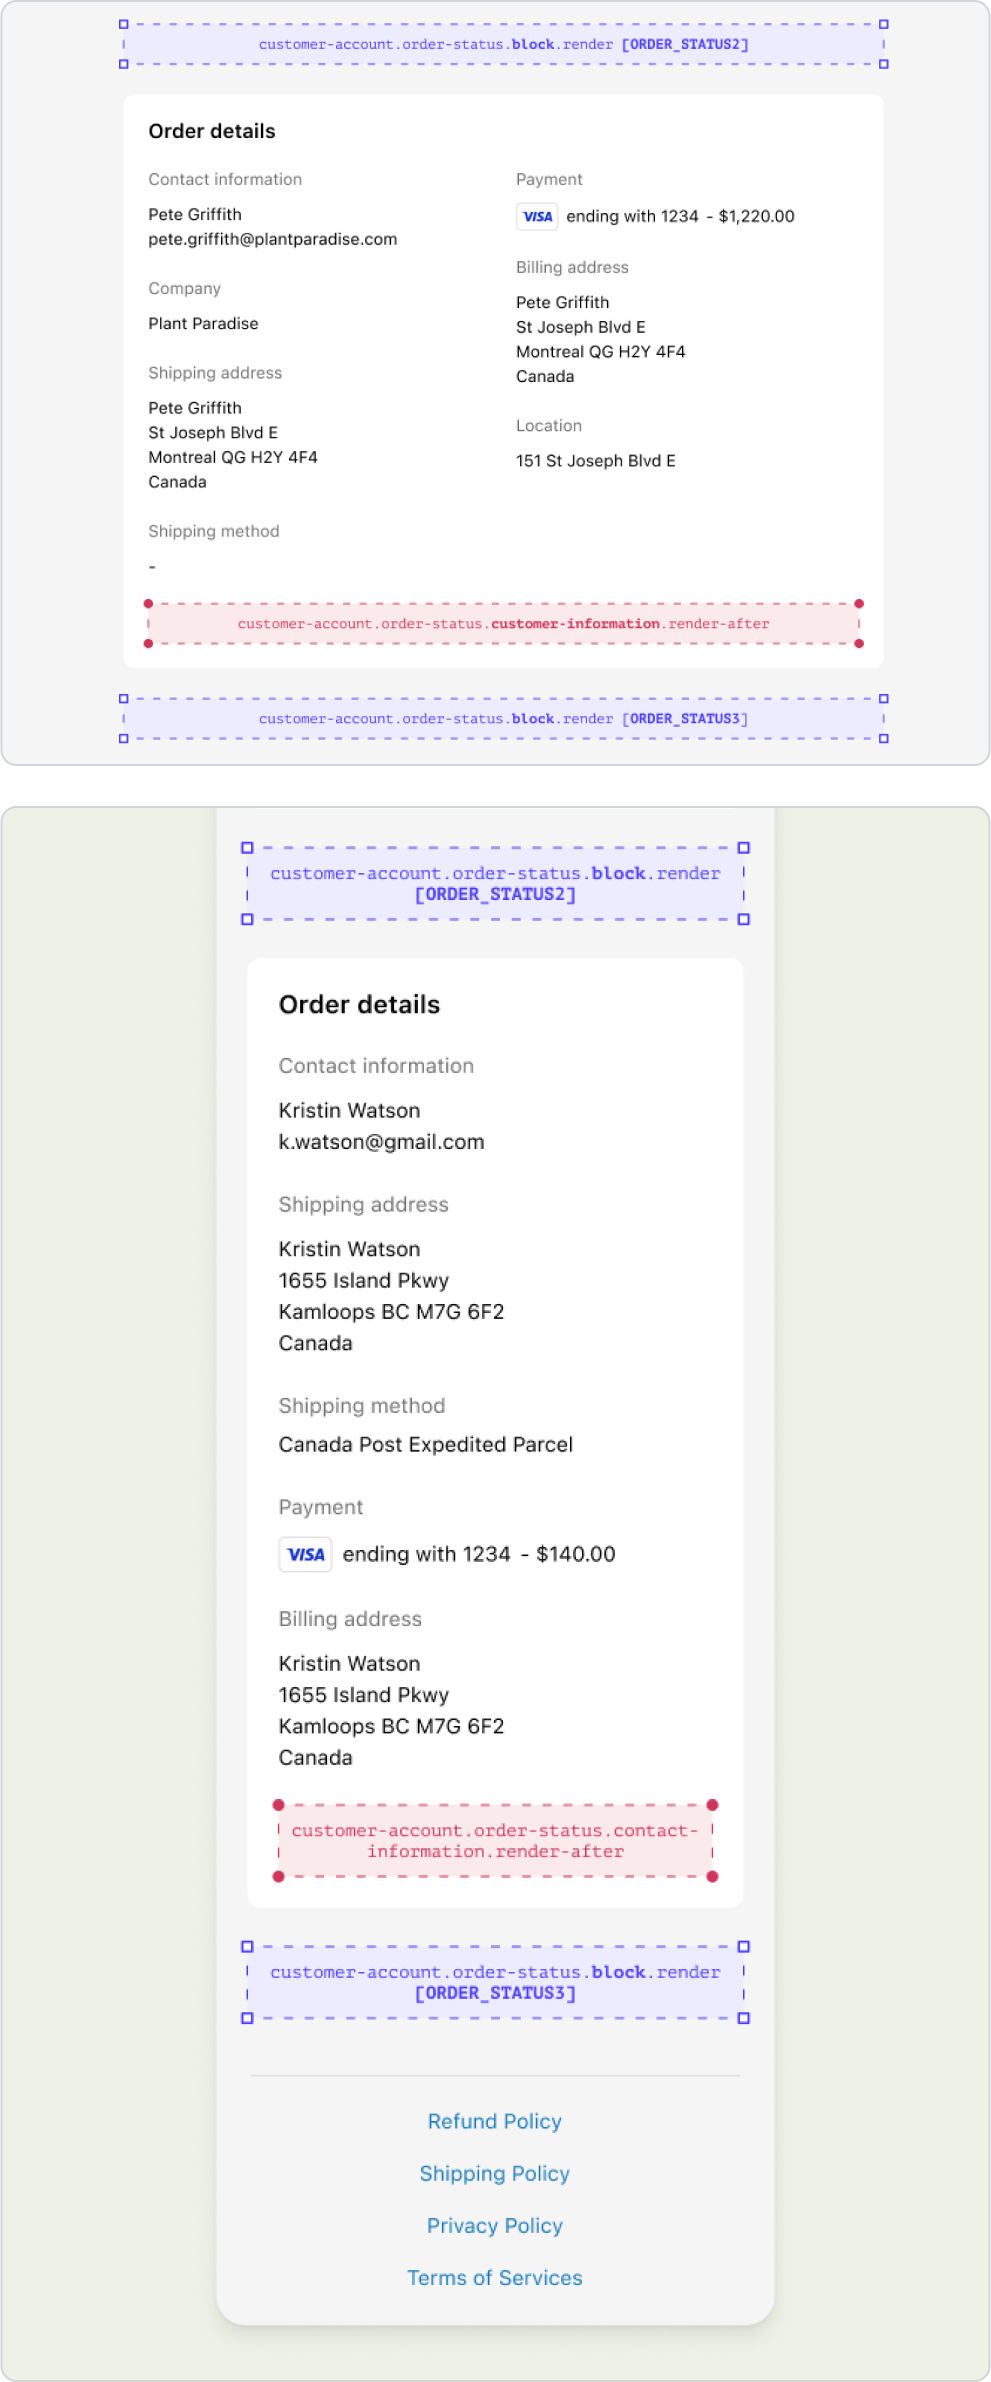 customer-account.order-status.block.render [ORDER_STATUS2]
Order details
Contact information
Pete Griffith
pete.griffith@plantparadise.com
Company
Plant Paradise
Shipping address
Pete Griffith
St Joseph Blvd E
Montreal QG H2Y 4F4
Canada
Shipping method
-
Payment
VISA ending with 1234 - $1,220.00
Billing address
Pete Griffith
St Joseph Blvd E
Montreal QG H2Y 4F4
Canada
Location
151 St Joseph Blvd E
customer-account.order-status.customer-information.render-after
customer-account.order-status.block.render [ORDER_STATUS3]
customer-account.order-status.block.render
[ORDER_STATUS2]
Order details
Contact information
Kristin Watson
k.watson@gmail.com
Shipping address
Kristin Watson
1655 Island Pkwy
Kamloops BC M7G 6F2
Canada
Shipping method
Canada Post Expedited Parcel
Payment
VISA ending with 1234 - $140.00
Billing address
Kristin Watson
1655 Island Pkwy
Kamloops BC M7G 6F2
Canada
customer-account.order-status.contact-
information.render-after
customer-account.order-status.block.render
[ORDER_STATUS3]
Refund Policy
Shipping Policy
Privacy Policy
Terms of Services